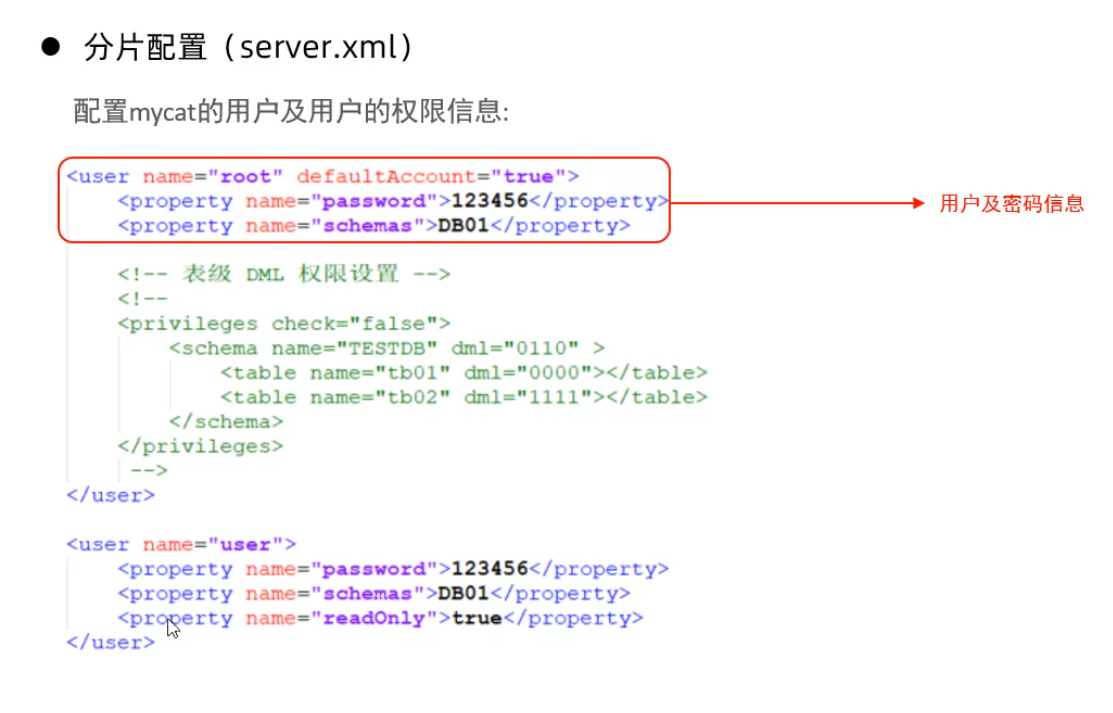 ● 分片配置（server.xml）
配置mycat的用户及用户的权限信息:
<user name="root" defaultAccount="true">
<property name="password">123456</property>
用户及密码信息
<property name="schemas">DB01</property>
<!-- 表级 DML 权限设置 -->
<!--
<privileges check="false">
<schema name="TESTDB" dml="0110" >
<table name="tb01" dml="0000"></table>
<table name="tb02" dml="1111"></table>
</schema>
</privileges>
-->
</user>
<user name="user">
<property name="password">123456</property>
<property name="schemas">DB01</property>
<property name="readOnly">true</property>
</user>